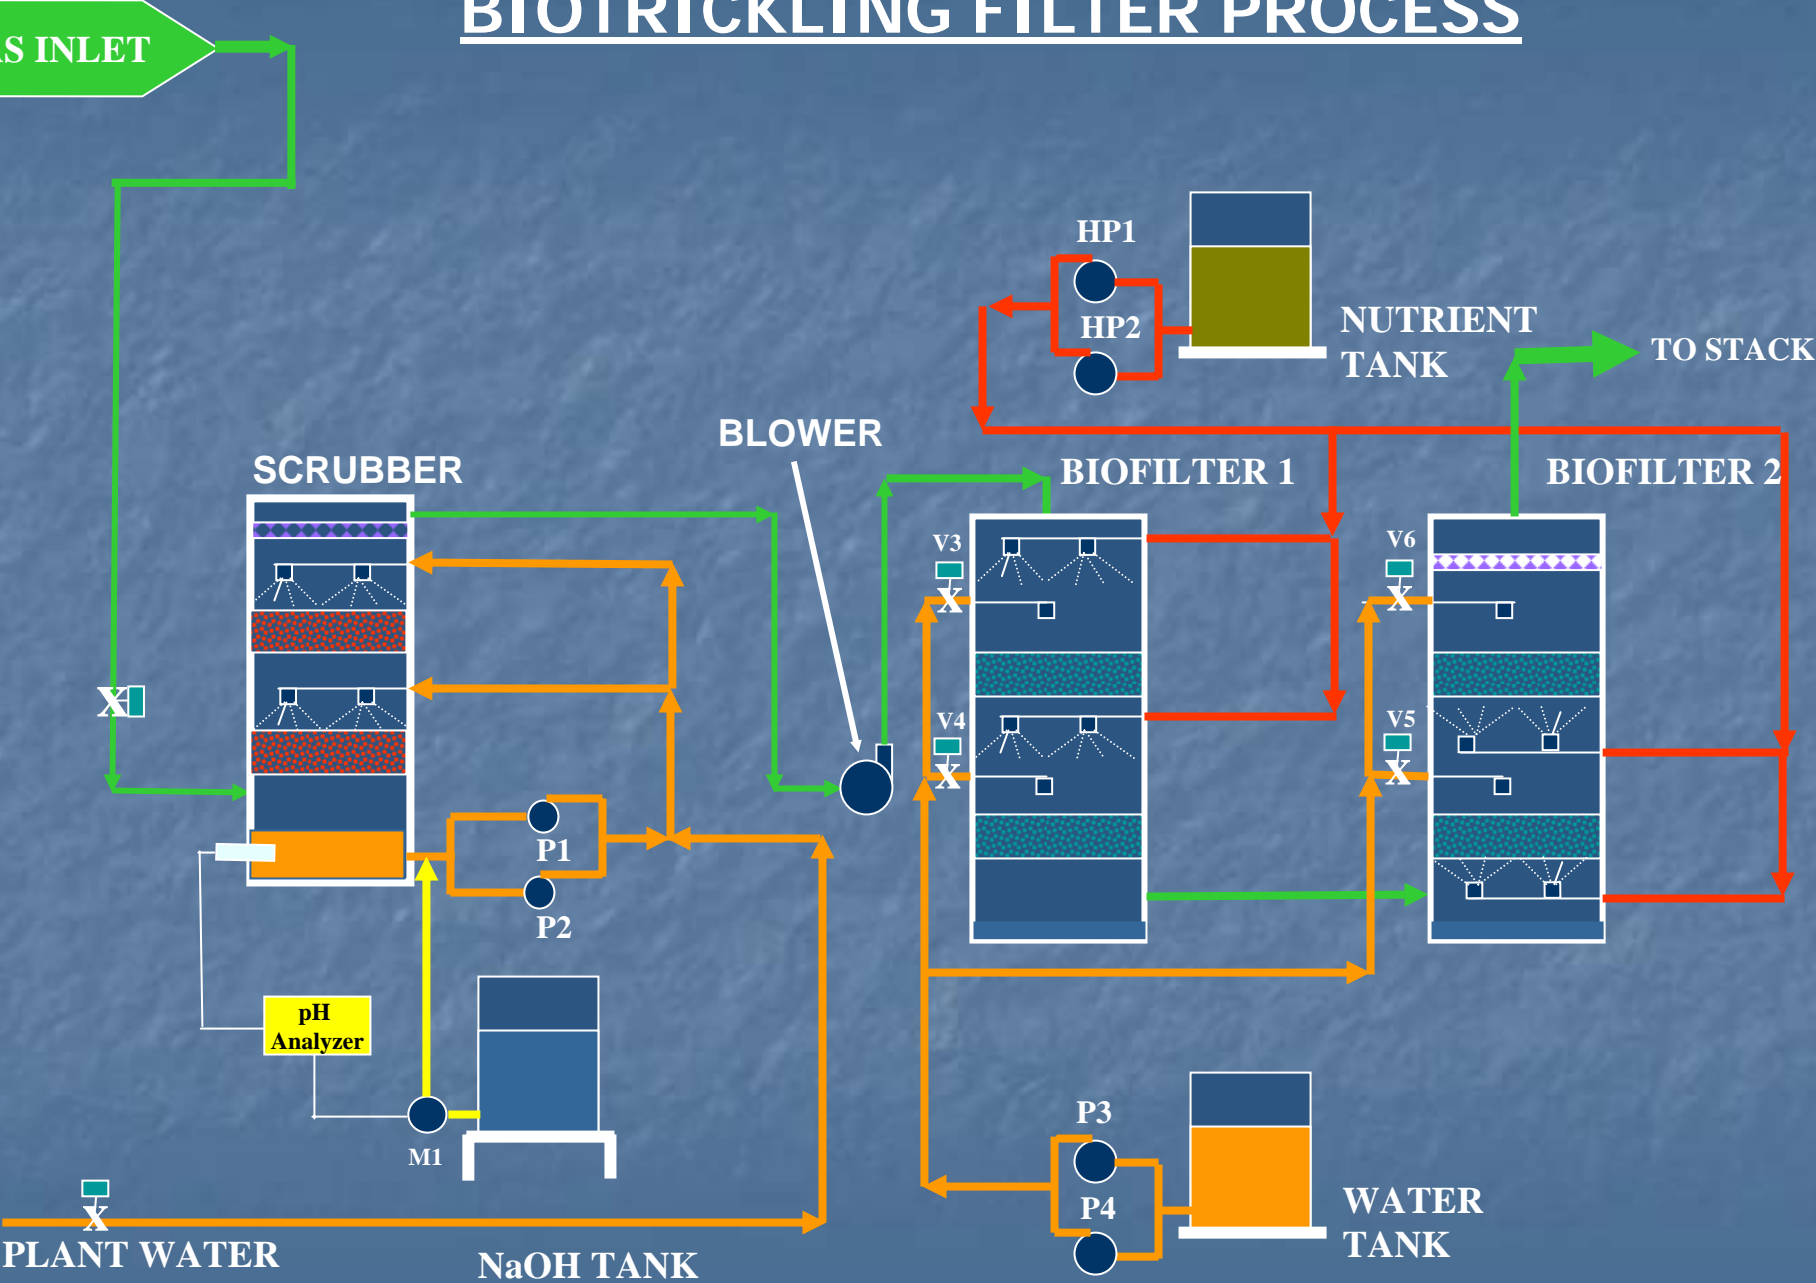 BIOTRICKLING FILTER PROCESS
AS INLET
HP1
HP2
NUTRIENT
TANK
TO STACK
BLOWER
SCRUBBER
BIOFILTER 1
BIOFILTER 2
V3
V6
V4
V5
X
X
X
X
X
P1
P2
pH
Analyzer
M1
P3
P4
WATER
TANK
X
PLANT WATER
NaOH TANK